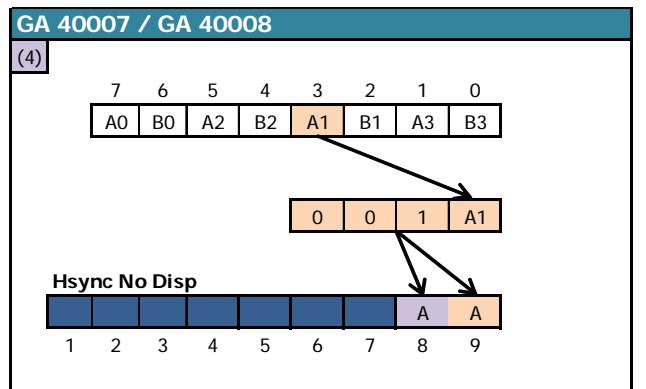 GA 40007 / GA 40008
(4)
7 6 5 4 3 2 1 0
A0 B0 A2 B2 A1 B1 A3 B3
0 0 1 A1
Hsync No Disp
A A
1 2 3 4 5 6 7 8 9